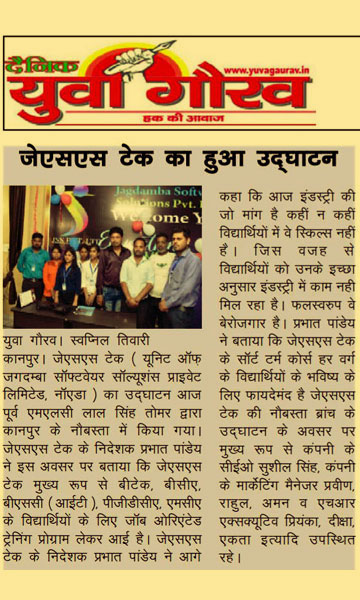 दैनिक
www.yuvagaurav.in
युवा गौरव
हक की आवाज
जेएसएस टेक का हुआ उद्घाटन
Jagdamba Softw
Solutions Pvt.
Welcome Y
युवा गौरव। स्वप्निल तिवारी
कानपुर। जेएसएस टेक ( यूनिट ऑफ़
जगदम्बा सॉफ्टवेयर सॉल्यूशंस प्राइवेट
लिमिटेड, नॉएडा ) का उद्घाटन आज
पूर्व एमएलसी लाल सिंह तोमर द्वारा
कानपुर के नौबस्ता में किया गया।
जेएसएस टेक के निदेशक प्रभात पांडेय
ने इस अवसर पर बताया कि जेएसएस
टेक मुख्य रूप से बीटेक, बीसीए,
बीएससी ( आईटी ), पीजीडीसीए, एमसीए
के विद्यार्थियों के लिए जॉब ओरिएंटेड
ट्रेनिंग प्रोग्राम लेकर आई है। जेएसएस
टेक के निदेशक प्रभात पांडेय ने आगे
कहा कि आज इंडस्ट्री की
जो मांग है कहीं न कहीं
विद्यार्थियों में वे स्किल्स नहीं
हैं। जिस वजह से
विद्यार्थियों को उनके इच्छा
अनुसार इंडस्ट्री में काम नही
मिल रहा है। फलस्वरुप वे
बेरोजगार है। प्रभात पांडेय
ने बताया कि जेएसएस टेक
के सॉर्ट टर्म कोर्स हर वर्ग
के विद्यार्थियों के भविष्य के
लिए फायदेमंद है जेएसएस
टेक की नौबस्ता ब्रांच के
उद्घाटन के अवसर पर
मुख्य रूप से कंपनी के
सीईओ सुशील सिंह, कंपनी
के मार्केटिंग मैनेजर प्रवीण,
राहुल, अमन व एचआर
एक्सक्यूटिव प्रियंका, दीक्षा,
एकता इत्यादि उपस्थित
रहे।